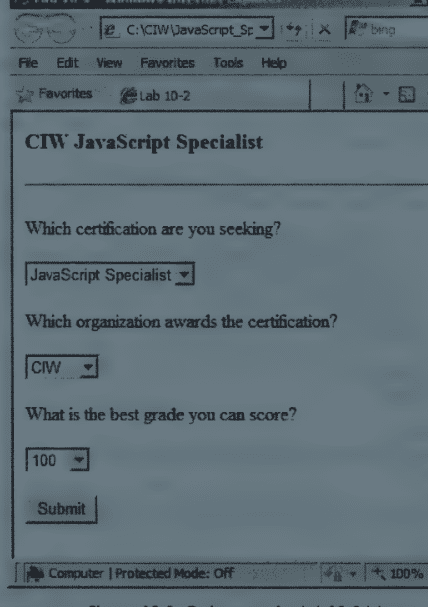 C:\CIW\JavaScript_Sp
bing
File Edit View Favorites Tools Help
Favorites
Lab 10-2
CIW JavaScript Specialist
Which certification are you seeking?
JavaScript Specialist
Which organization awards the certification?
CIW
What is the best grade you can score?
100
Submit
Computer | Protected Mode: Off
100%